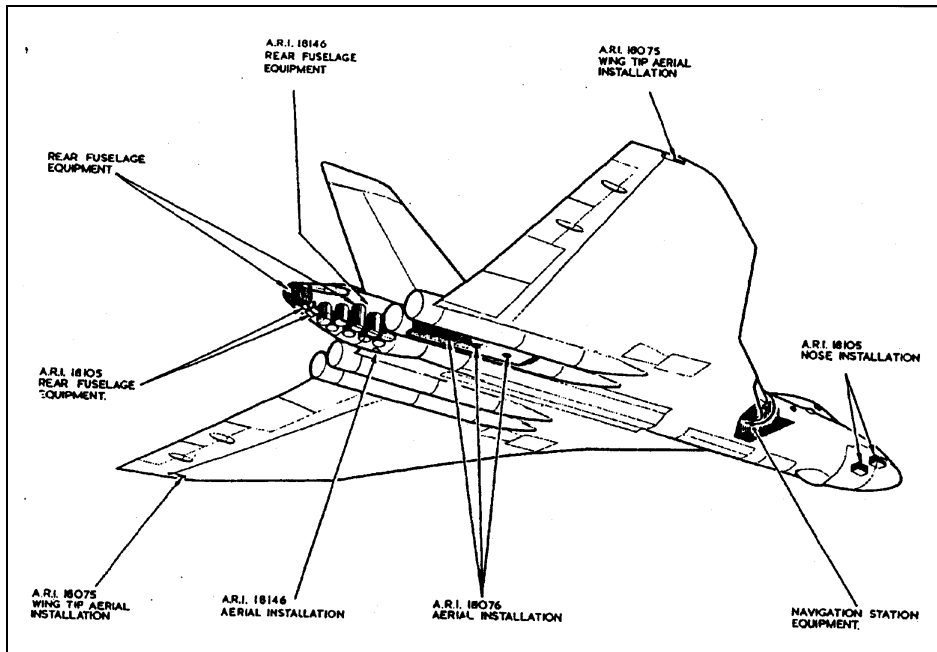 A.R.I. 18146
REAR FUSELAGE
EQUIPMENT
A.R.I. 18075
WING TIP AERIAL
INSTALLATION
REAR FUSELAGE
EQUIPMENT
A.R.I. 18105
NOSE INSTALLATION
A.R.I. 18105
REAR FUSELAGE
EQUIPMENT.
A.R.I. 18075
WING TIP AERIAL
INSTALLATION
A.R.I. 18146
AERIAL INSTALLATION
A.R.I. 18076
AERIAL INSTALLATION
NAVIGATION STATION
EQUIPMENT.